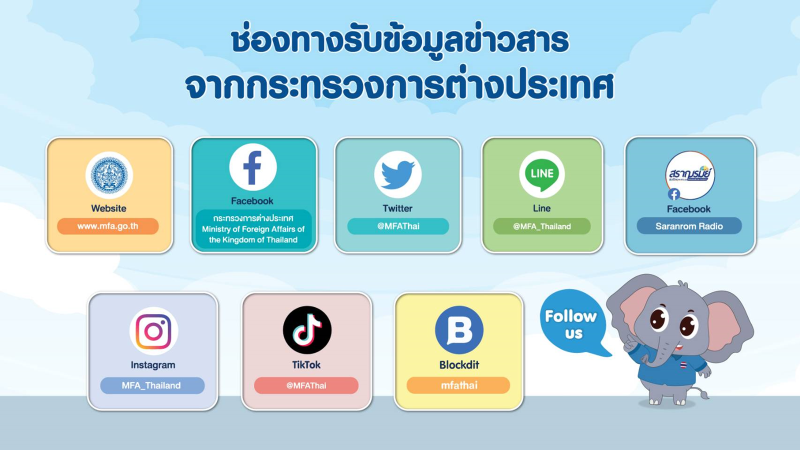 ช่องทางรับข้อมูลข่าวสาร
จากกระทรวงการต่างประเทศ
Website
www.mfa.go.th
Facebook
กระทรวงการต่างประเทศ
Ministry of Foreign Affairs of
the Kingdom of Thailand
Twitter
@MFAThai
LINE
Line
@MFA_Thailand
สราญรมย์
Facebook
Saranrom Radio
Instagram
MFA_Thailand
TikTok
@MFAThai
B
Blockdit
mfathai
Follow
us